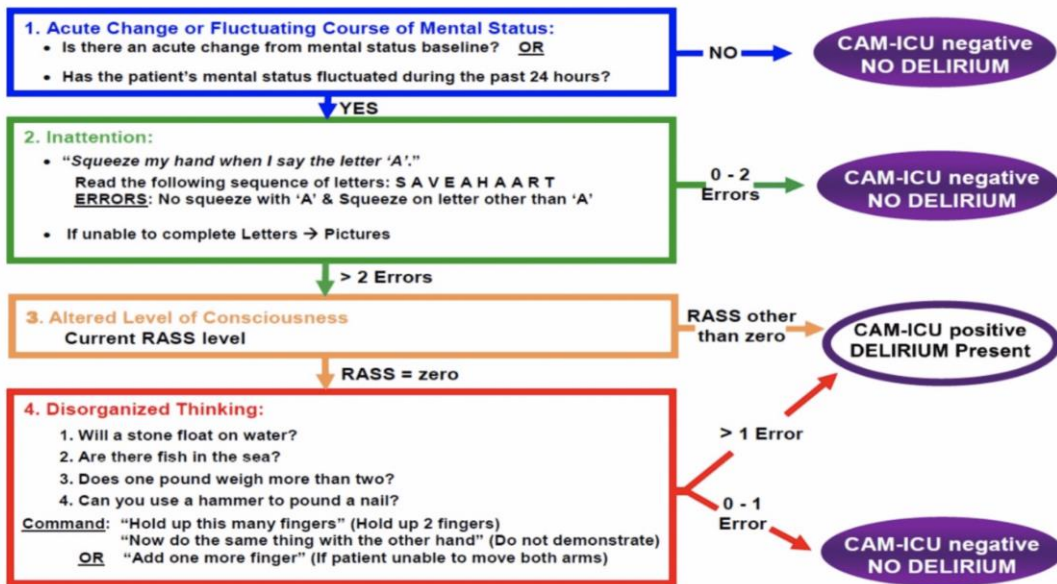 1. Acute Change or Fluctuating Course of Mental Status:
• Is there an acute change from mental status baseline? OR
• Has the patient's mental status fluctuated during the past 24 hours?
NO
CAM-ICU negative
NO DELIRIUM
YES
2. Inattention:
• "Squeeze my hand when I say the letter 'A'."
Read the following sequence of letters: S A V E A H A A R T
ERRORS: No squeeze with 'A' & Squeeze on letter other than 'A'
• If unable to complete Letters → Pictures
0 - 2
Errors
CAM-ICU negative
NO DELIRIUM
> 2 Errors
3. Altered Level of Consciousness
Current RASS level
RASS other
than zero
CAM-ICU positive
DELIRIUM Present
RASS = zero
4. Disorganized Thinking:
1. Will a stone float on water?
2. Are there fish in the sea?
3. Does one pound weigh more than two?
4. Can you use a hammer to pound a nail?
Command: "Hold up this many fingers" (Hold up 2 fingers)
"Now do the same thing with the other hand" (Do not demonstrate)
OR "Add one more finger" (If patient unable to move both arms)
> 1 Error
0 - 1
Error
CAM-ICU negative
NO DELIRIUM